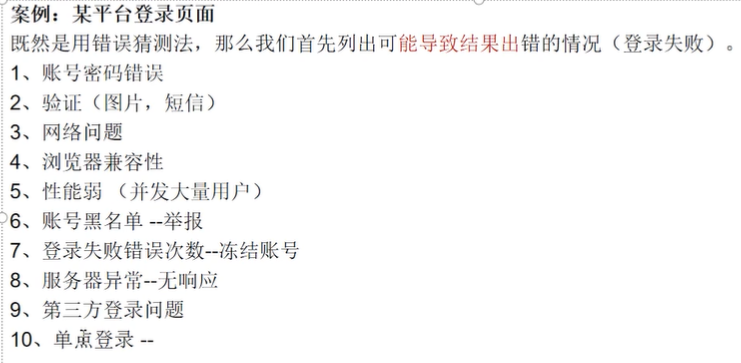 案例：某平台登录页面
既然是用错误猜测法，那么我们首先列出可能导致结果出错的情况（登录失败）。
1、账号密码错误
2、验证（图片，短信）
3、网络问题
4、浏览器兼容性
5、性能弱 （并发大量用户）
6、账号黑名单 --举报
7、登录失败错误次数--冻结账号
8、服务器异常--无响应
9、第三方登录问题
10、单点登录 --